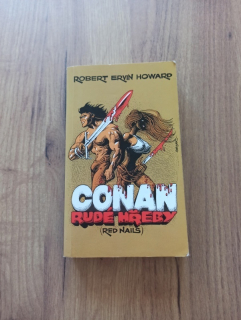 ROBERT ERVIN HOWARD
CONAN
RUDÉ HŘEBY
(RED NAILS)